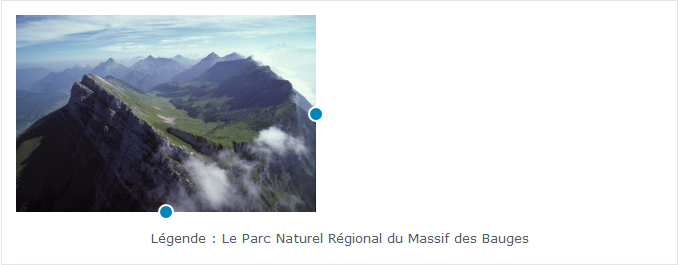 Légende : Le Parc Naturel Régional du Massif des Bauges